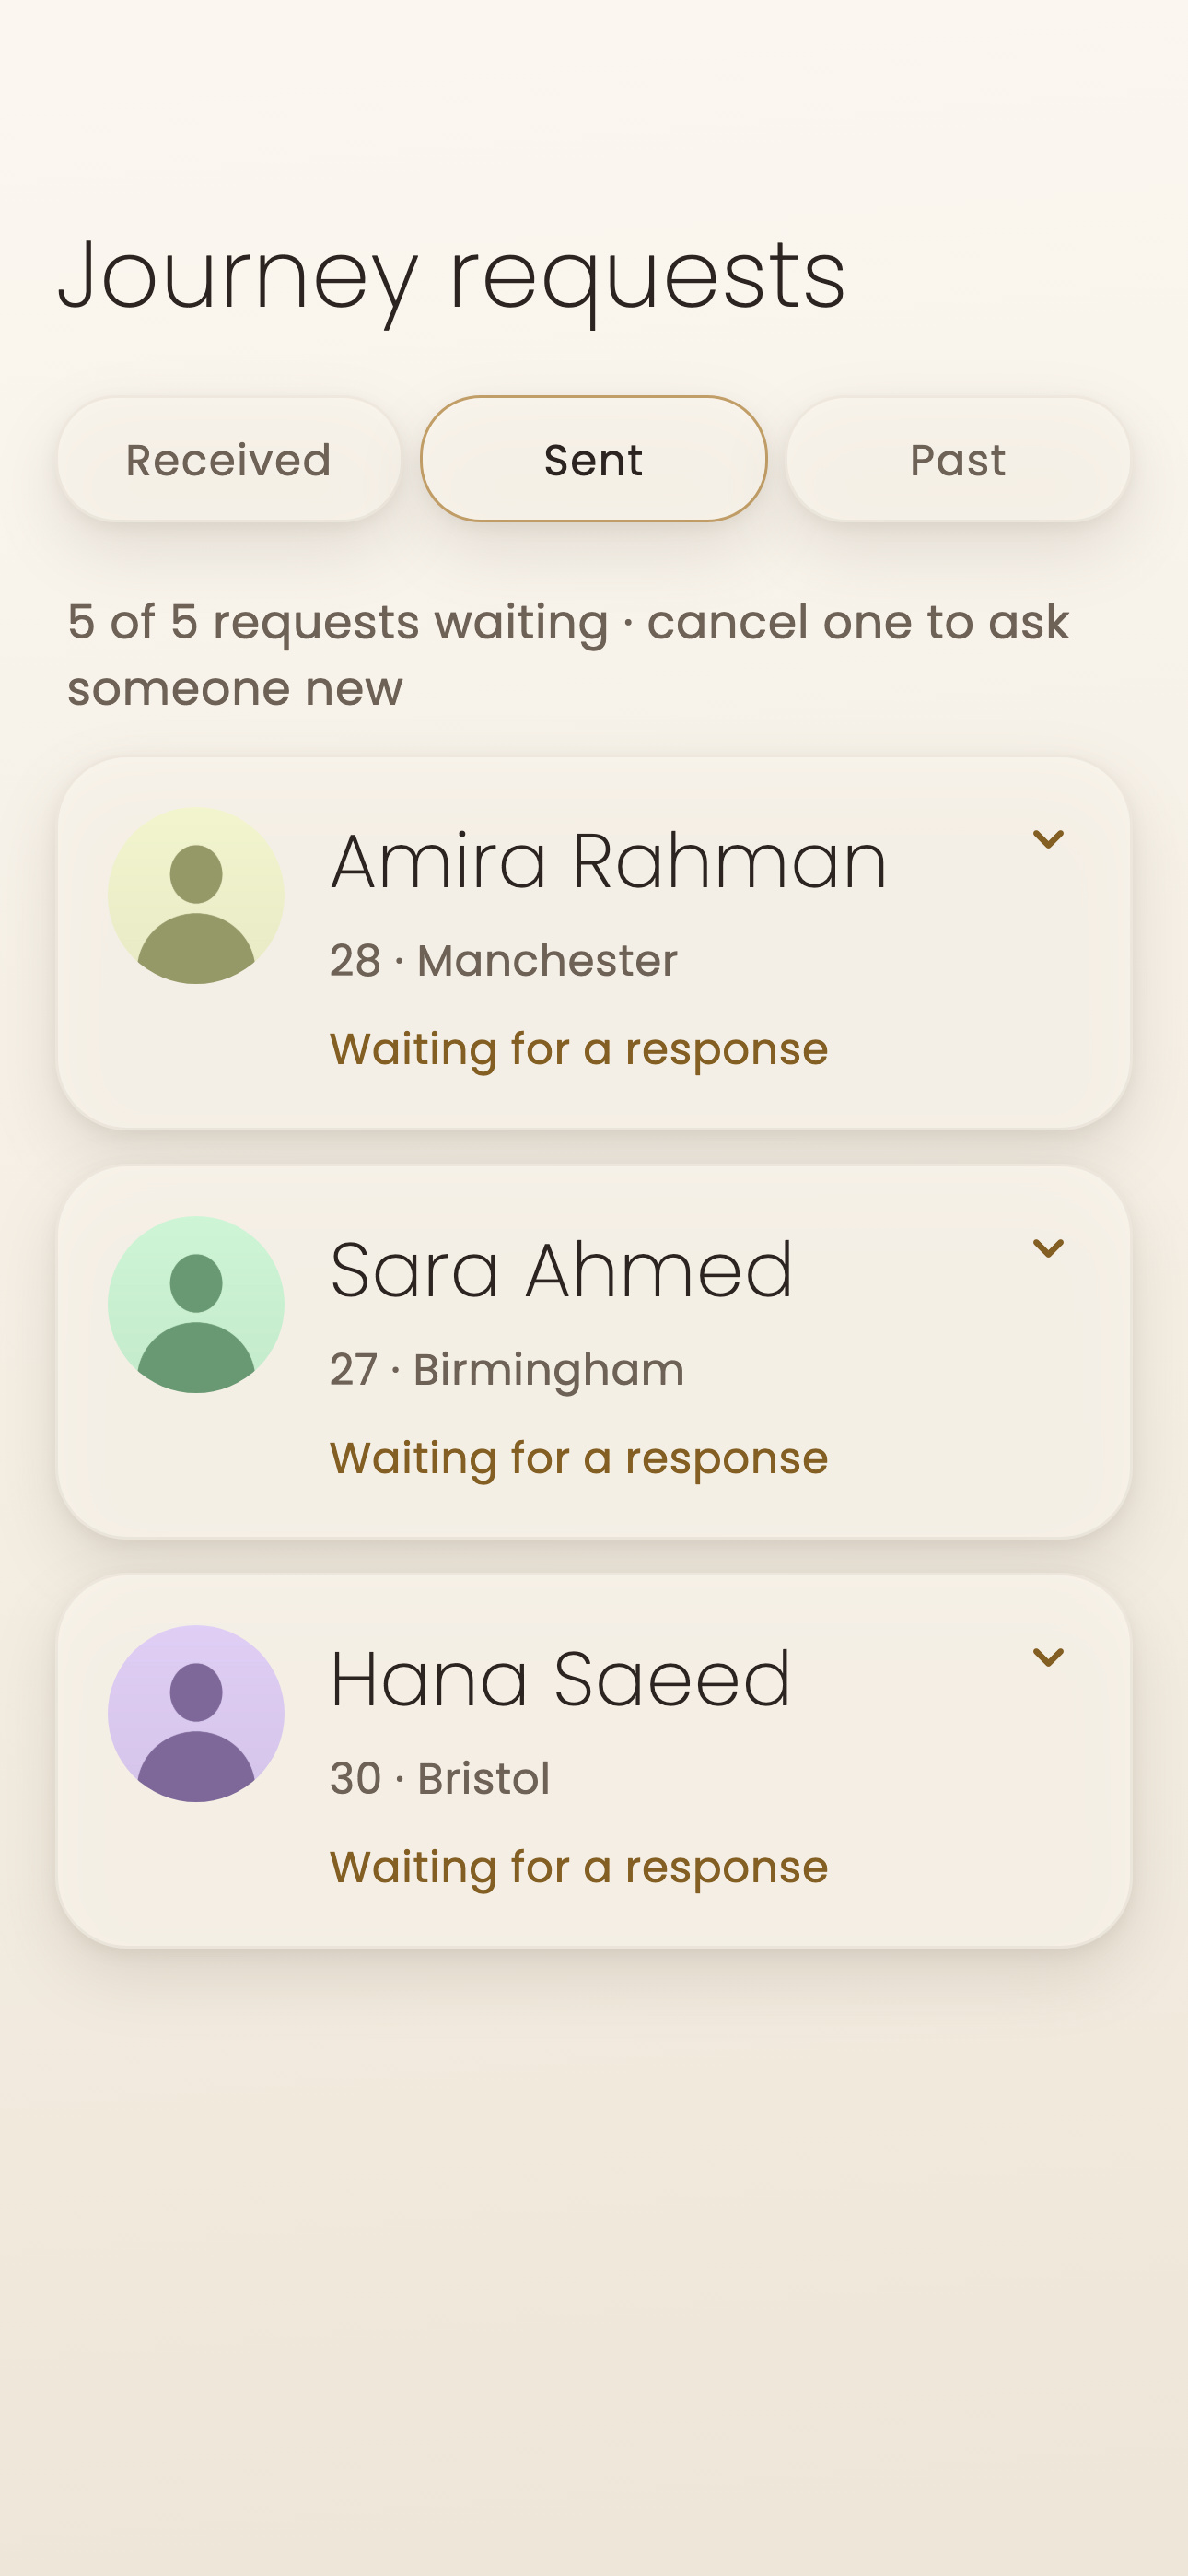 Journey requests
Received
Sent
Past
5 of 5 requests waiting · cancel one to ask
someone new
Amira Rahman
28 · Manchester
Waiting for a response
Sara Ahmed
27 · Birmingham
Waiting for a response
Hana Saeed
30 · Bristol
Waiting for a response